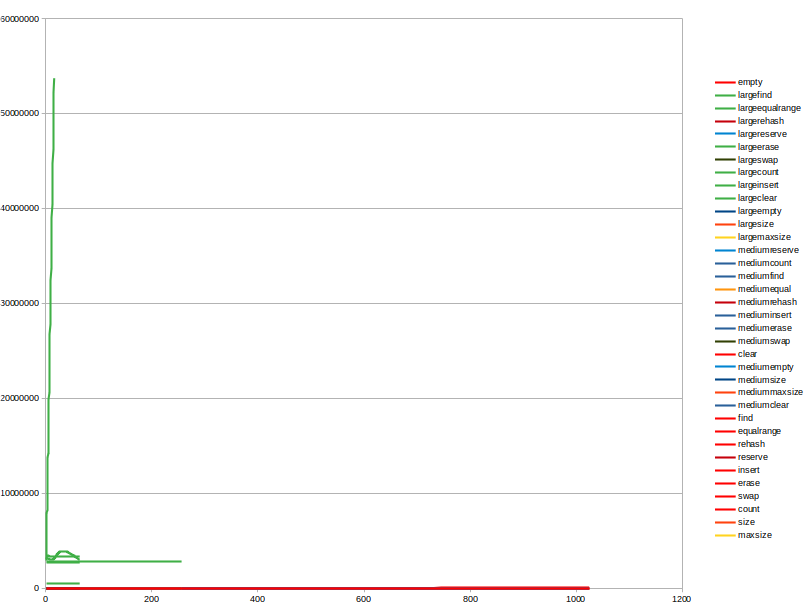 60000000
50000000
40000000
30000000
20000000
10000000
0
0 200 400 600 800 1000 1200
empty
largefind
largeequalrange
largerehash
largereserve
largeerase
largeswap
largecount
largeinsert
largeclear
largeempty
largesize
largemaxsize
mediumreserve
mediumcount
mediumfind
mediumequal
mediumrehash
mediuminsert
mediumerase
mediumswap
clear
mediumempty
mediumsize
mediummaxsize
mediumclear
find
equalrange
rehash
reserve
insert
erase
swap
count
size
maxsize